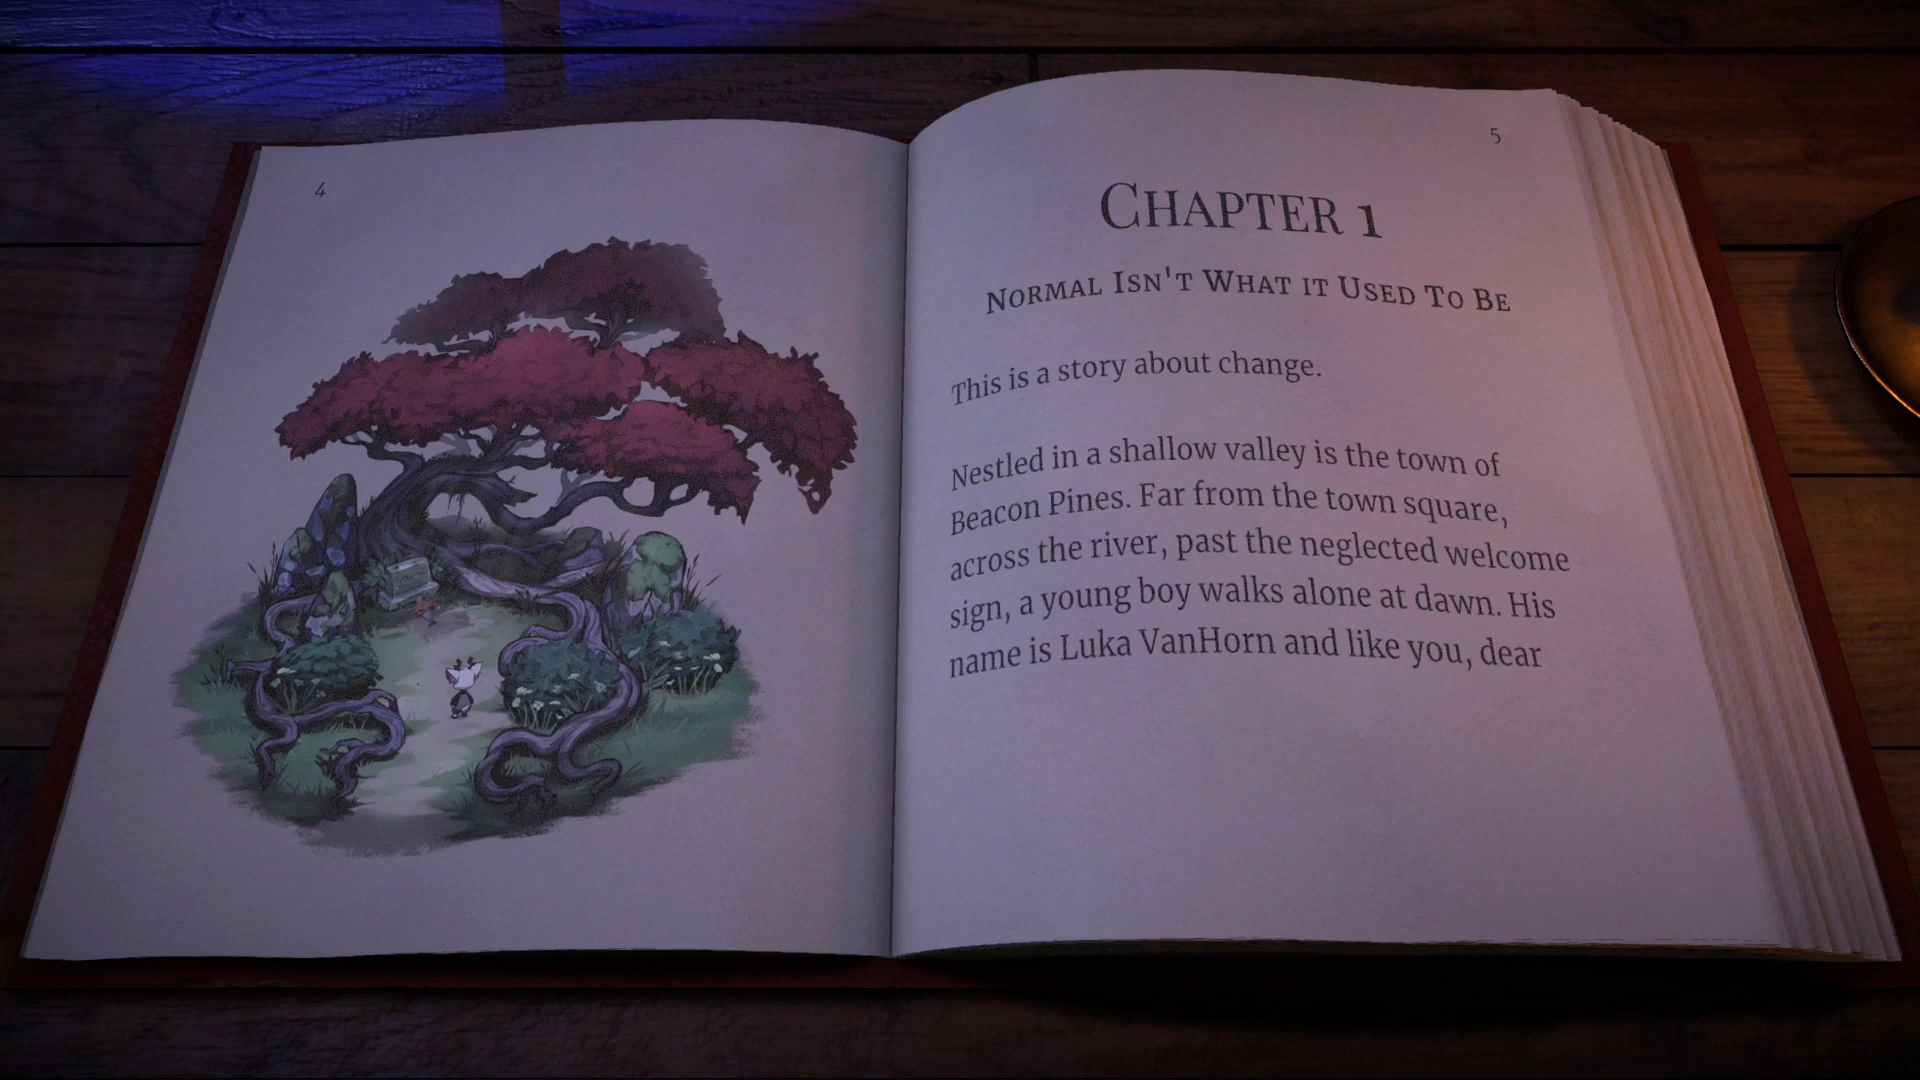 4
5
Chapter 1
Normal Isn't What it Used To Be
This is a story about change.
Nestled in a shallow valley is the town of
Beacon Pines. Far from the town square,
across the river, past the neglected welcome
sign, a young boy walks alone at dawn. His
name is Luka VanHorn and like you, dear